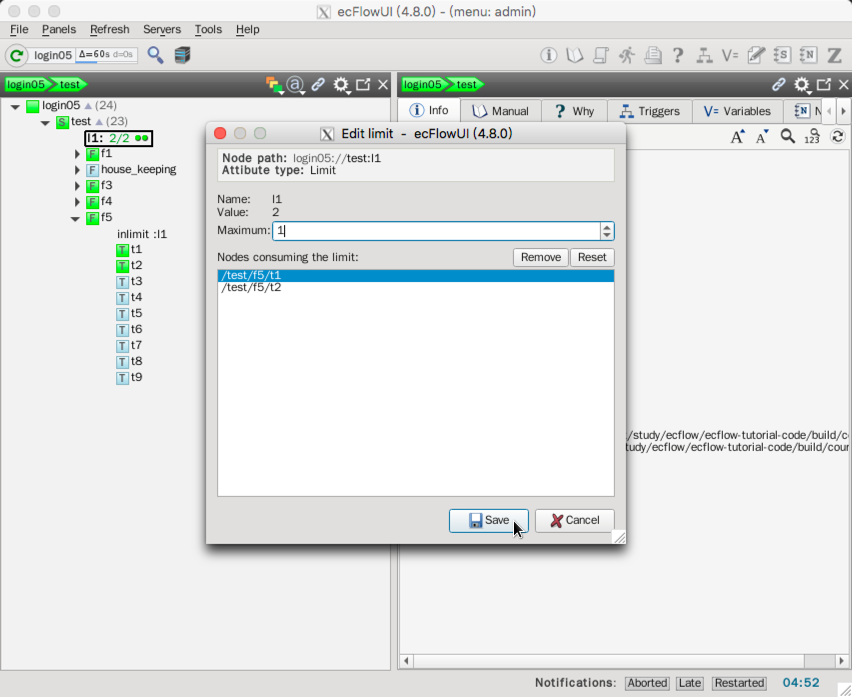 ecFlowUI (4.8.0) - (menu: admin)
File Panels Refresh Servers Tools Help
login05 Δ=60s d=0s
login05 test
login05 test
Info Manual Why Triggers V= Variables N
login05 (24)
test (23)
l1: 2/2
f1
house_keeping
f3
f4
f5
inlimit :l1
t1
t2
t3
t4
t5
t6
t7
t8
t9
Edit limit - ecFlowUI (4.8.0)
Node path: login05://test:l1
Attibute type: Limit
Name: l1
Value: 2
Maximum: 1
Nodes consuming the limit: Remove Reset
/test/f5/t1
/test/f5/t2
Save Cancel
/study/ecflow/ecflow-tutorial-code/build/c
tudy/ecflow/ecflow-tutorial-code/build/cour
Notifications: Aborted Late Restarted 04:52